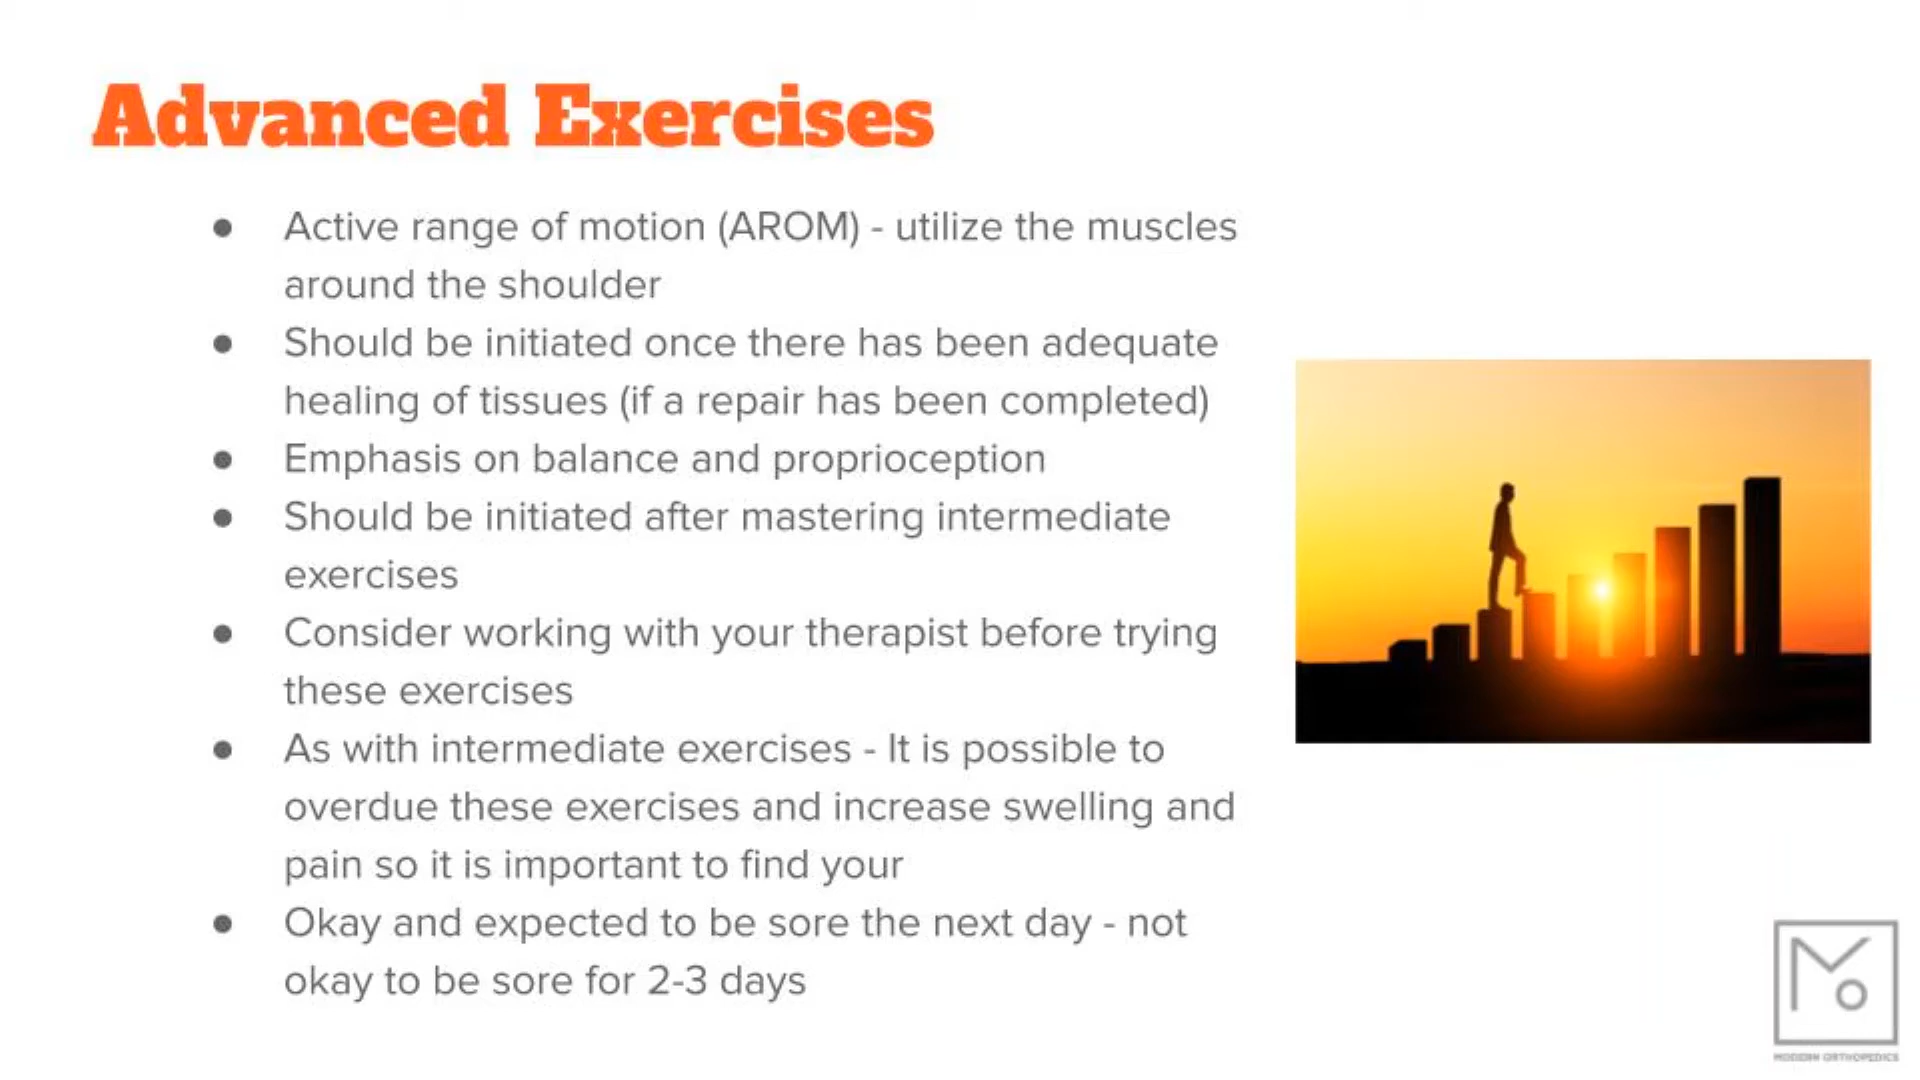 Advanced Exercises
● Active range of motion (AROM) - utilize the muscles
around the shoulder
● Should be initiated once there has been adequate
healing of tissues (if a repair has been completed)
● Emphasis on balance and proprioception
● Should be initiated after mastering intermediate
exercises
● Consider working with your therapist before trying
these exercises
● As with intermediate exercises - It is possible to
overdue these exercises and increase swelling and
pain so it is important to find your
● Okay and expected to be sore the next day - not
okay to be sore for 2-3 days
MODERN ORTHOPEDICS